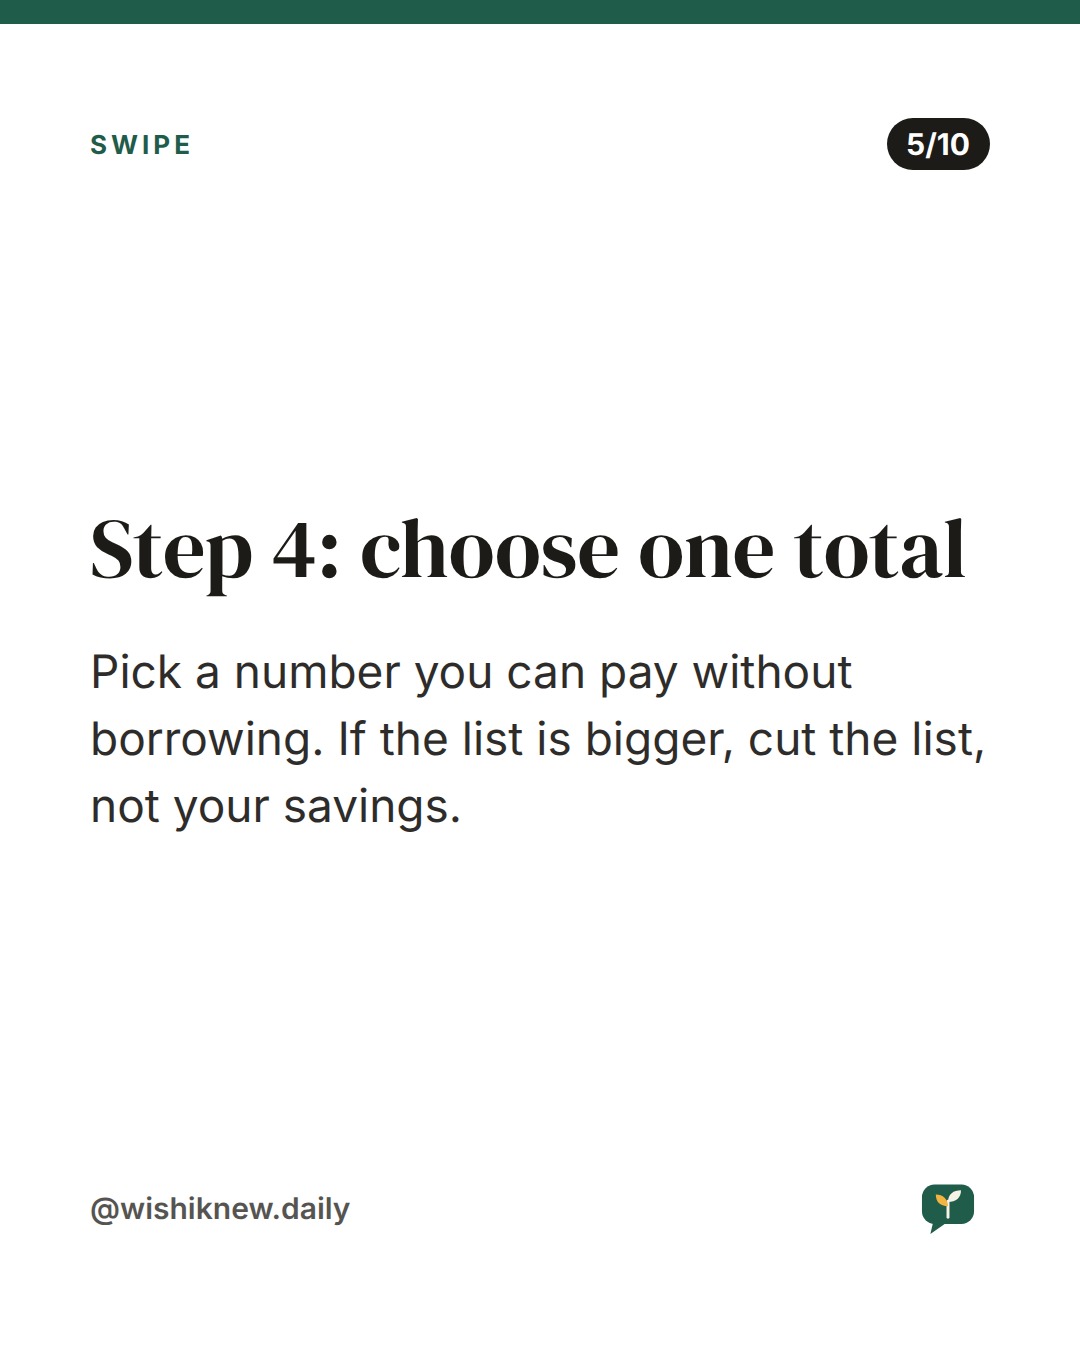 SWIPE
5/10
Step 4: choose one total
Pick a number you can pay without
borrowing. If the list is bigger, cut the list,
not your savings.
@wishiknew.daily